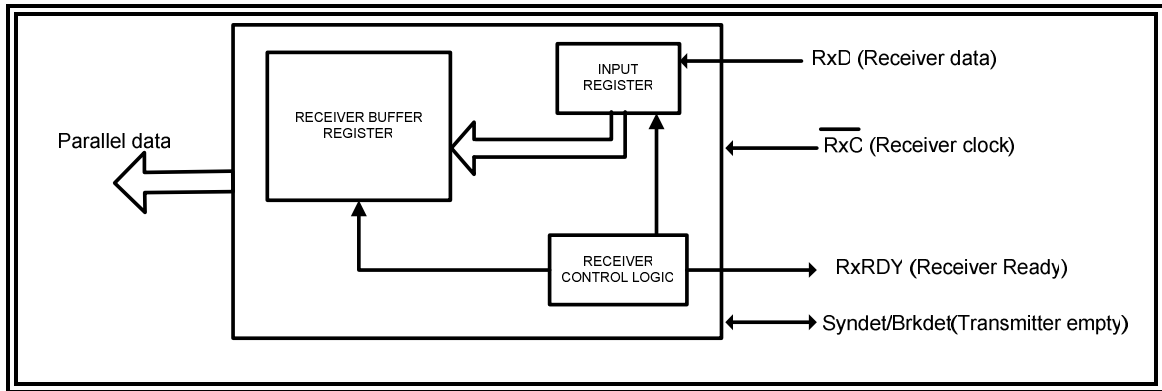 RxD (Receiver data)
INPUT
REGISTER
RECEIVER BUFFER
REGISTER
Parallel data
RxC (Receiver clock)
RECEIVER
CONTROL LOGIC
RxRDY (Receiver Ready)
Syndet/Brkdet(Transmitter empty)